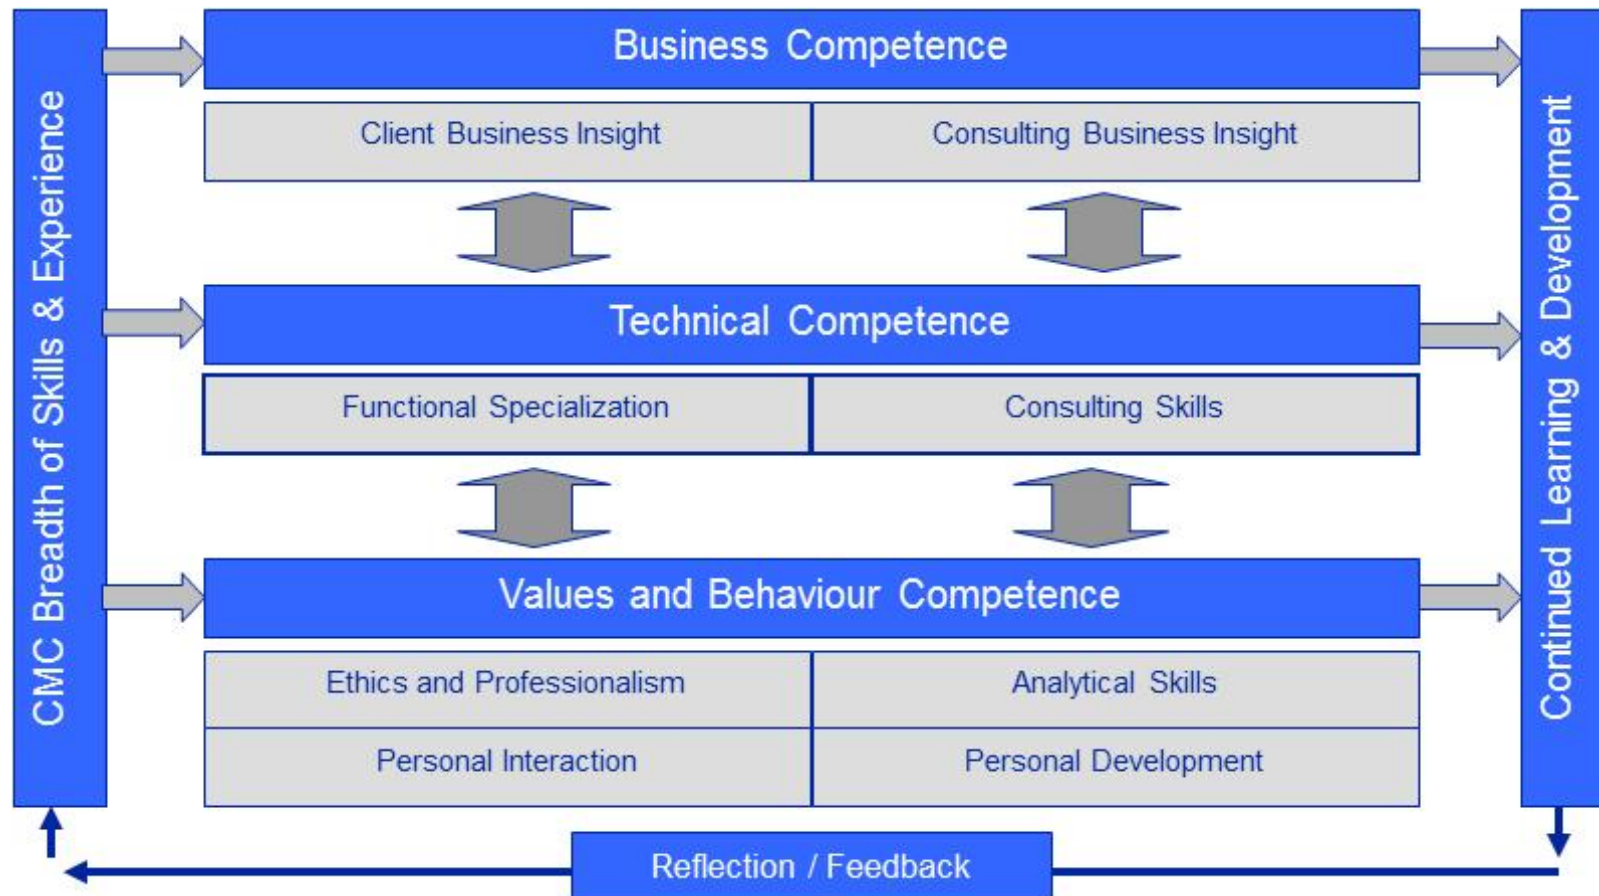 CMC Breadth of Skills & Experience
Business Competence
Client Business Insight
Consulting Business Insight
Technical Competence
Functional Specialization
Consulting Skills
Values and Behaviour Competence
Ethics and Professionalism
Analytical Skills
Personal Interaction
Personal Development
Continued Learning & Development
Reflection / Feedback